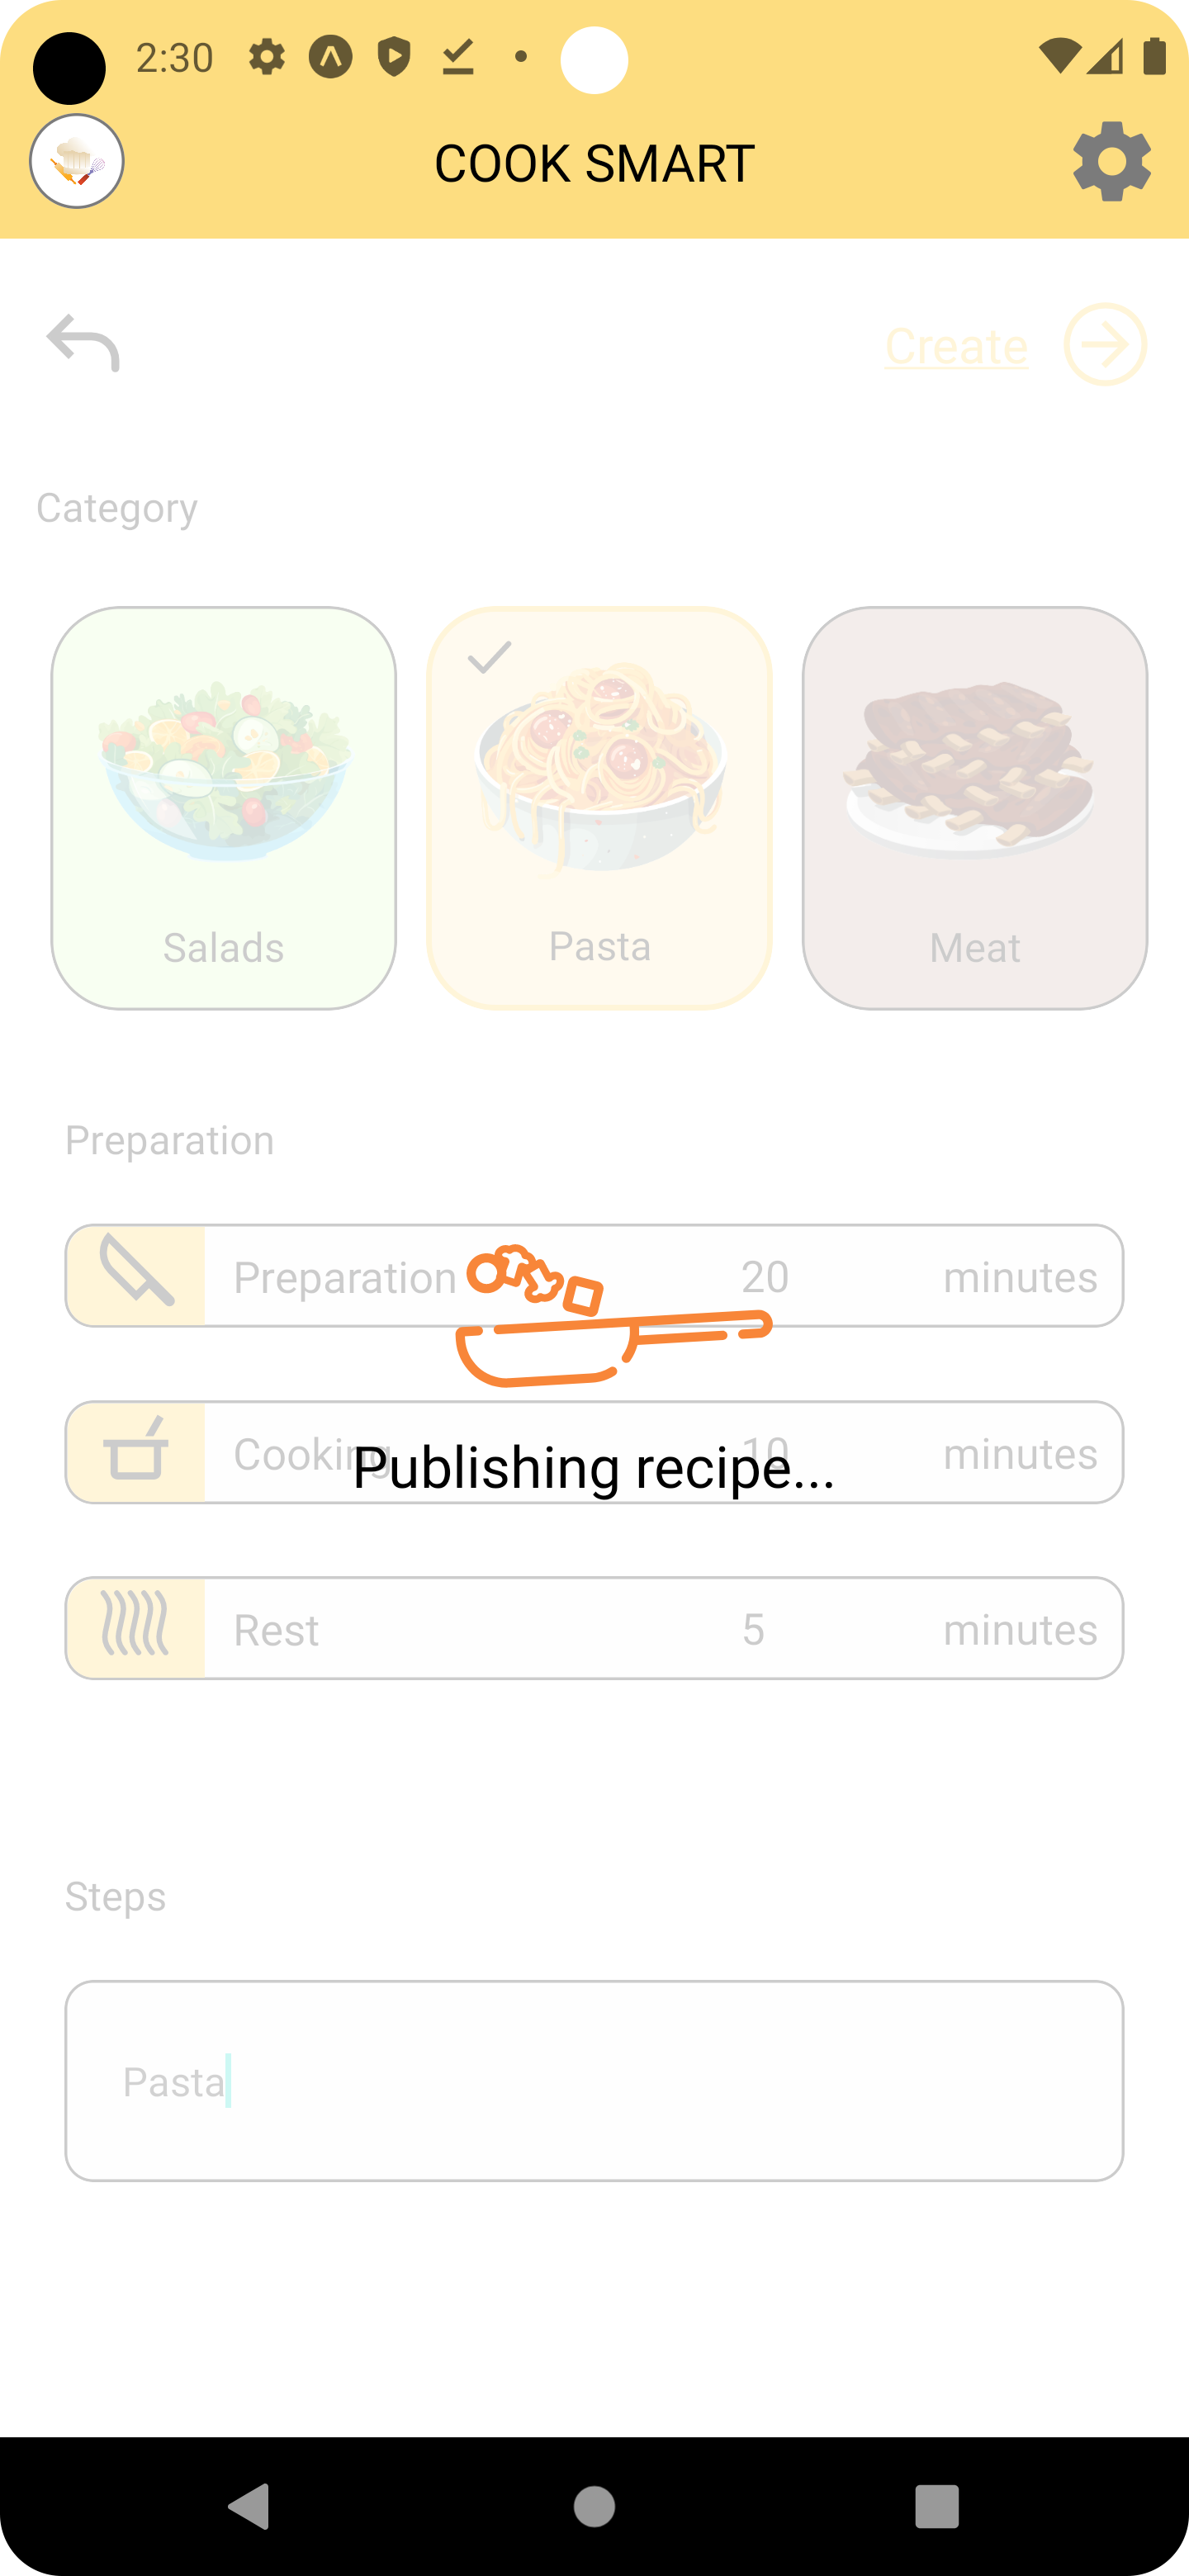 2:30
COOK SMART
Create
Category
Salads
Pasta
Meat
Preparation
Preparation 20 minutes
Cooking 10 minutes
Publishing recipe...
Rest 5 minutes
Steps
Pasta